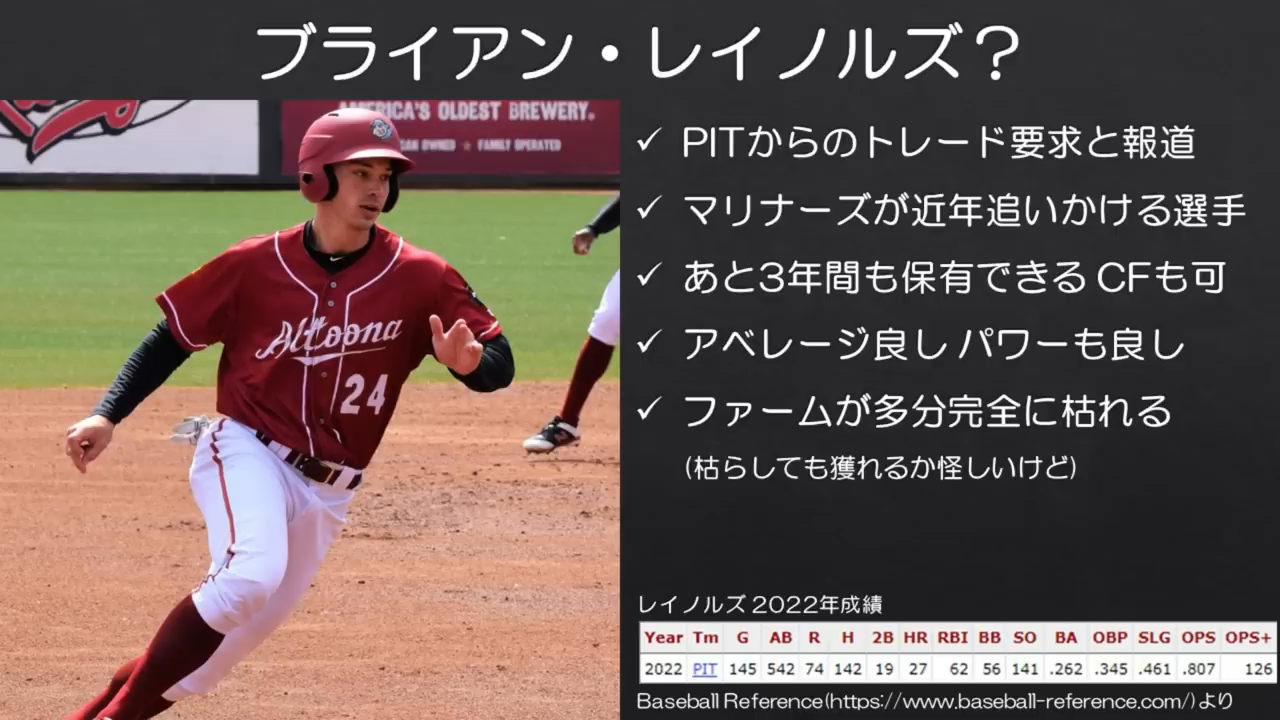 ブライアン・レイノルズ？
AMERICA'S OLDEST BREWERY.
OWNED ★ FAMILY OPERATED
✓ PITからのトレード要求と報道
✓ マリナーズが近年追いかける選手
✓ あと3年間も保有できる CFも可
✓ アベレージ良し パワーも良し
✓ ファームが多分完全に枯れる
(枯らしても獲れるか怪しいけど)
Altoona
24
レイノルズ 2022年成績
Year Tm G AB R H 2B HR RBI BB SO BA OBP SLG OPS OPS+
2022 PIT 145 542 74 142 19 27 62 56 141 .262 .345 .461 .807 126
Baseball Reference(https://www.baseball-reference.com/)より